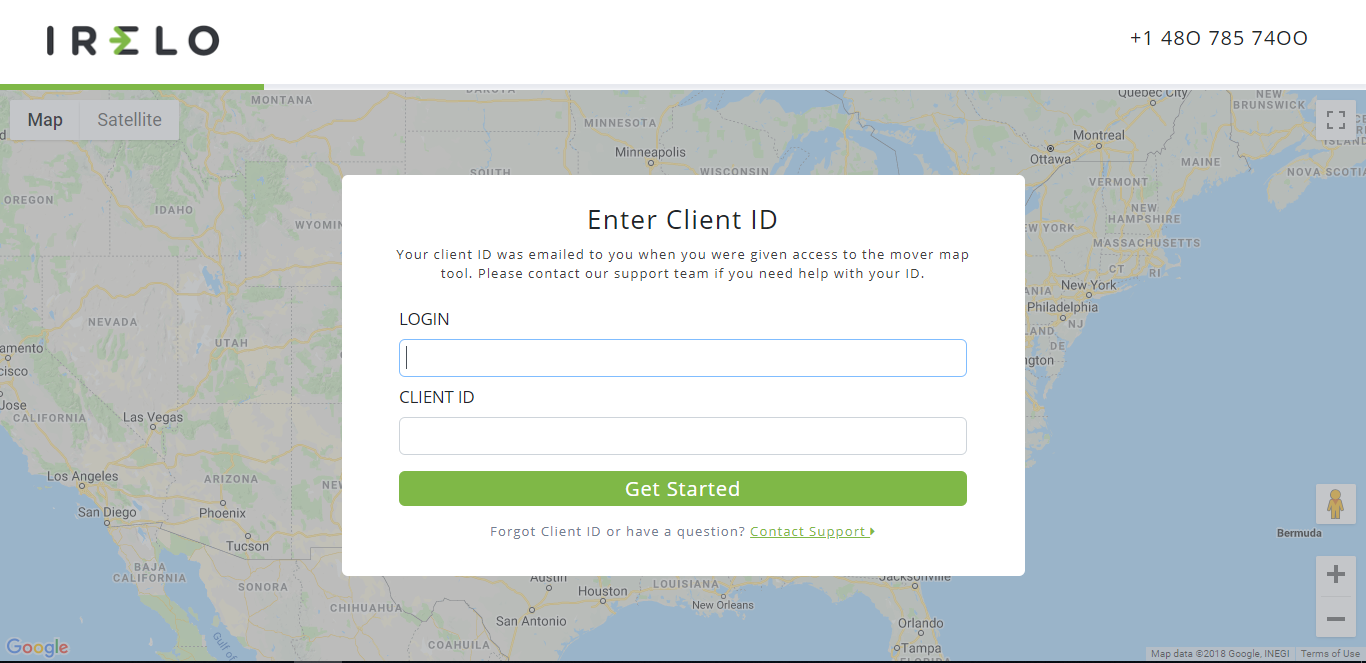 IRELO
+1 480 785 7400
Map
Satellite
MONTANA
MINNESOTA
Quebec City
NEW
BRUNSWICK
Montreal
Minneapolis
Ottawa
MAINE
WISCONSIN
SOUTH
NOVA SCOTIA
VERMONT
OREGON
IDAHO
NEW
HAMPSHIRE
WYOMIN
EW YORK
MASSACHUSETTS
CT
RI
New York
Philadelphia
NEVADA
NJ
UTAH
DE
amento
cisco
Jose
CALIFORNIA
Las Vegas
Los Angeles
ARIZONA
NEW
San Diego
Phoenix
Tucson
Bermuda
BAJA
CALIFORNIA
SONORA
CHIHUAHUA
COAHUILA
Gulf of
Enter Client ID
Your client ID was emailed to you when you were given access to the mover map
tool. Please contact our support team if you need help with your ID.
LOGIN
CLIENT ID
Get Started
Forgot Client ID or have a question? Contact Support
Austin
Houston
LOUISIANA
New Orleans
San Antonio
Jacksonville
Orlando
Tampa
FLORIDA
Google
Map data ©2018 Google, INEGI
Terms of Use